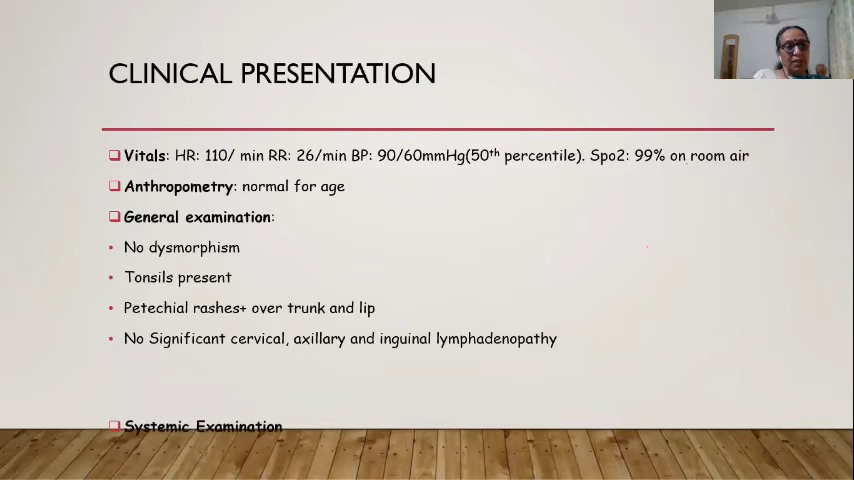 CLINICAL PRESENTATION
Vitals: HR: 110/ min RR: 26/min BP: 90/60mmHg(50th percentile). Spo2: 99% on room air
Anthropometry: normal for age
General examination:
No dysmorphism
Tonsils present
Petechial rashes+ over trunk and lip
No Significant cervical, axillary and inguinal lymphadenopathy
Systemic Examination